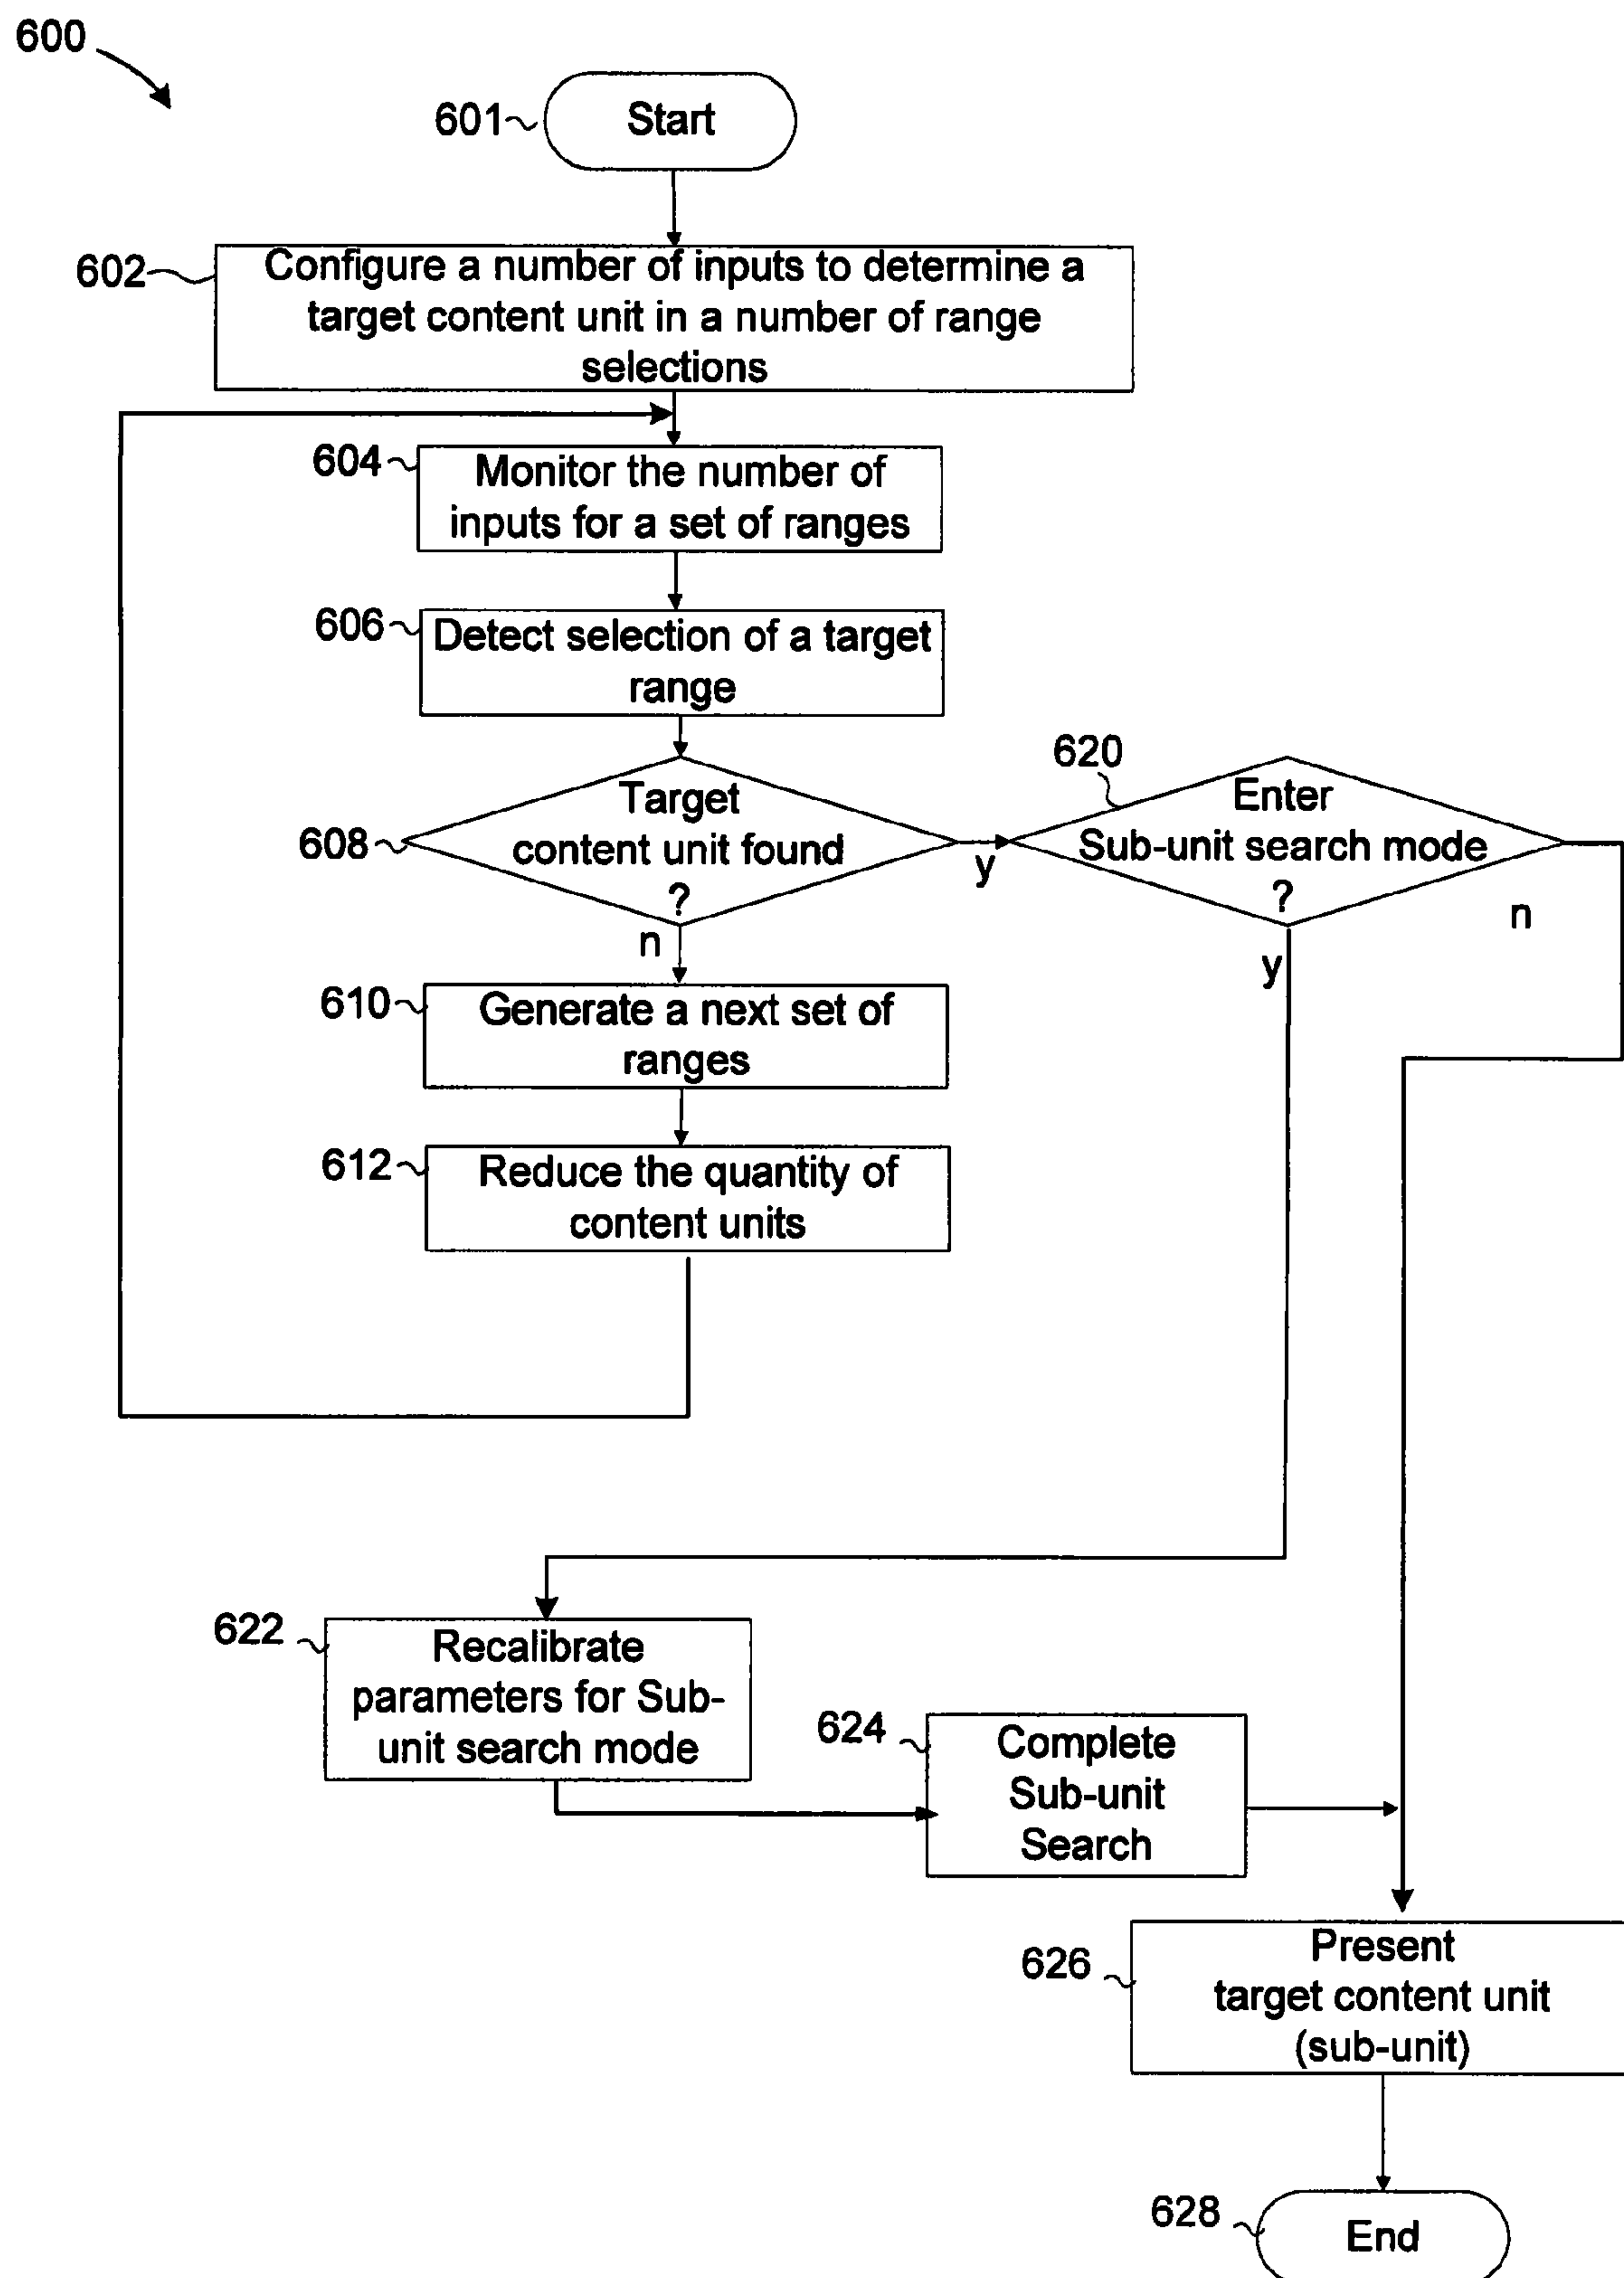 600
601
Start
602
Configure a number of inputs to determine a
target content unit in a number of range
selections
604
Monitor the number of
inputs for a set of ranges
606
Detect selection of a target
range
608
Target
content unit found
?
y
n
620
Enter
Sub-unit search mode
?
n
y
610
Generate a next set of
ranges
612
Reduce the quantity of
content units
622
Recalibrate
parameters for Sub-
unit search mode
624
Complete
Sub-unit
Search
626
Present
target content unit
(sub-unit)
628
End